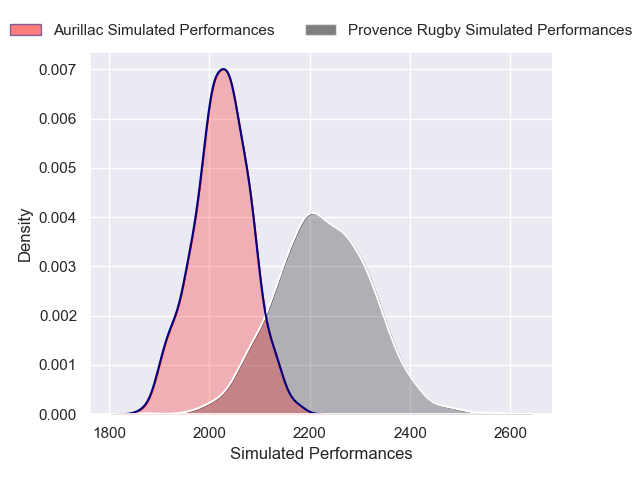 Aurillac Simulated Performances
Provence Rugby Simulated Performances
0.007
0.006
0.005
0.004
0.003
0.002
0.001
0.000
Density
1800 2000 2200 2400 2600
Simulated Performances